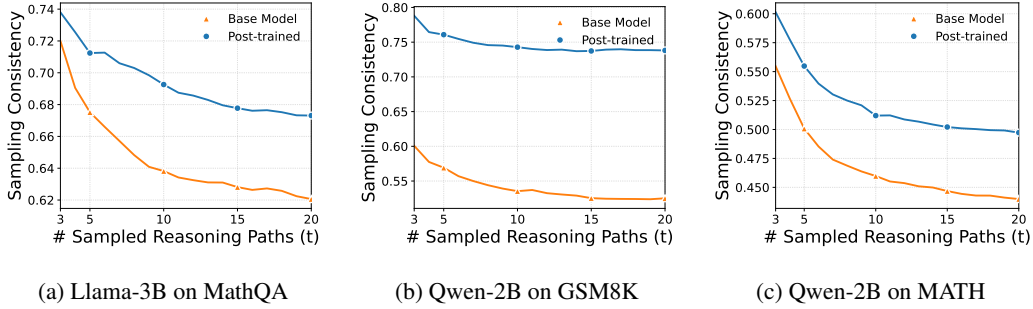 Sampling Consistency
0.74
0.72
0.70
0.68
0.66
0.64
0.62
Base Model
Post-trained
3 5 10 15 20
# Sampled Reasoning Paths (t)
(a) Llama-3B on MathQA
Sampling Consistency
0.80
0.75
0.70
0.65
0.60
0.55
Base Model
Post-trained
3 5 10 15 20
# Sampled Reasoning Paths (t)
(b) Qwen-2B on GSM8K
Sampling Consistency
0.600
0.575
0.550
0.525
0.500
0.475
0.450
Base Model
Post-trained
3 5 10 15 20
# Sampled Reasoning Paths (t)
(c) Qwen-2B on MATH